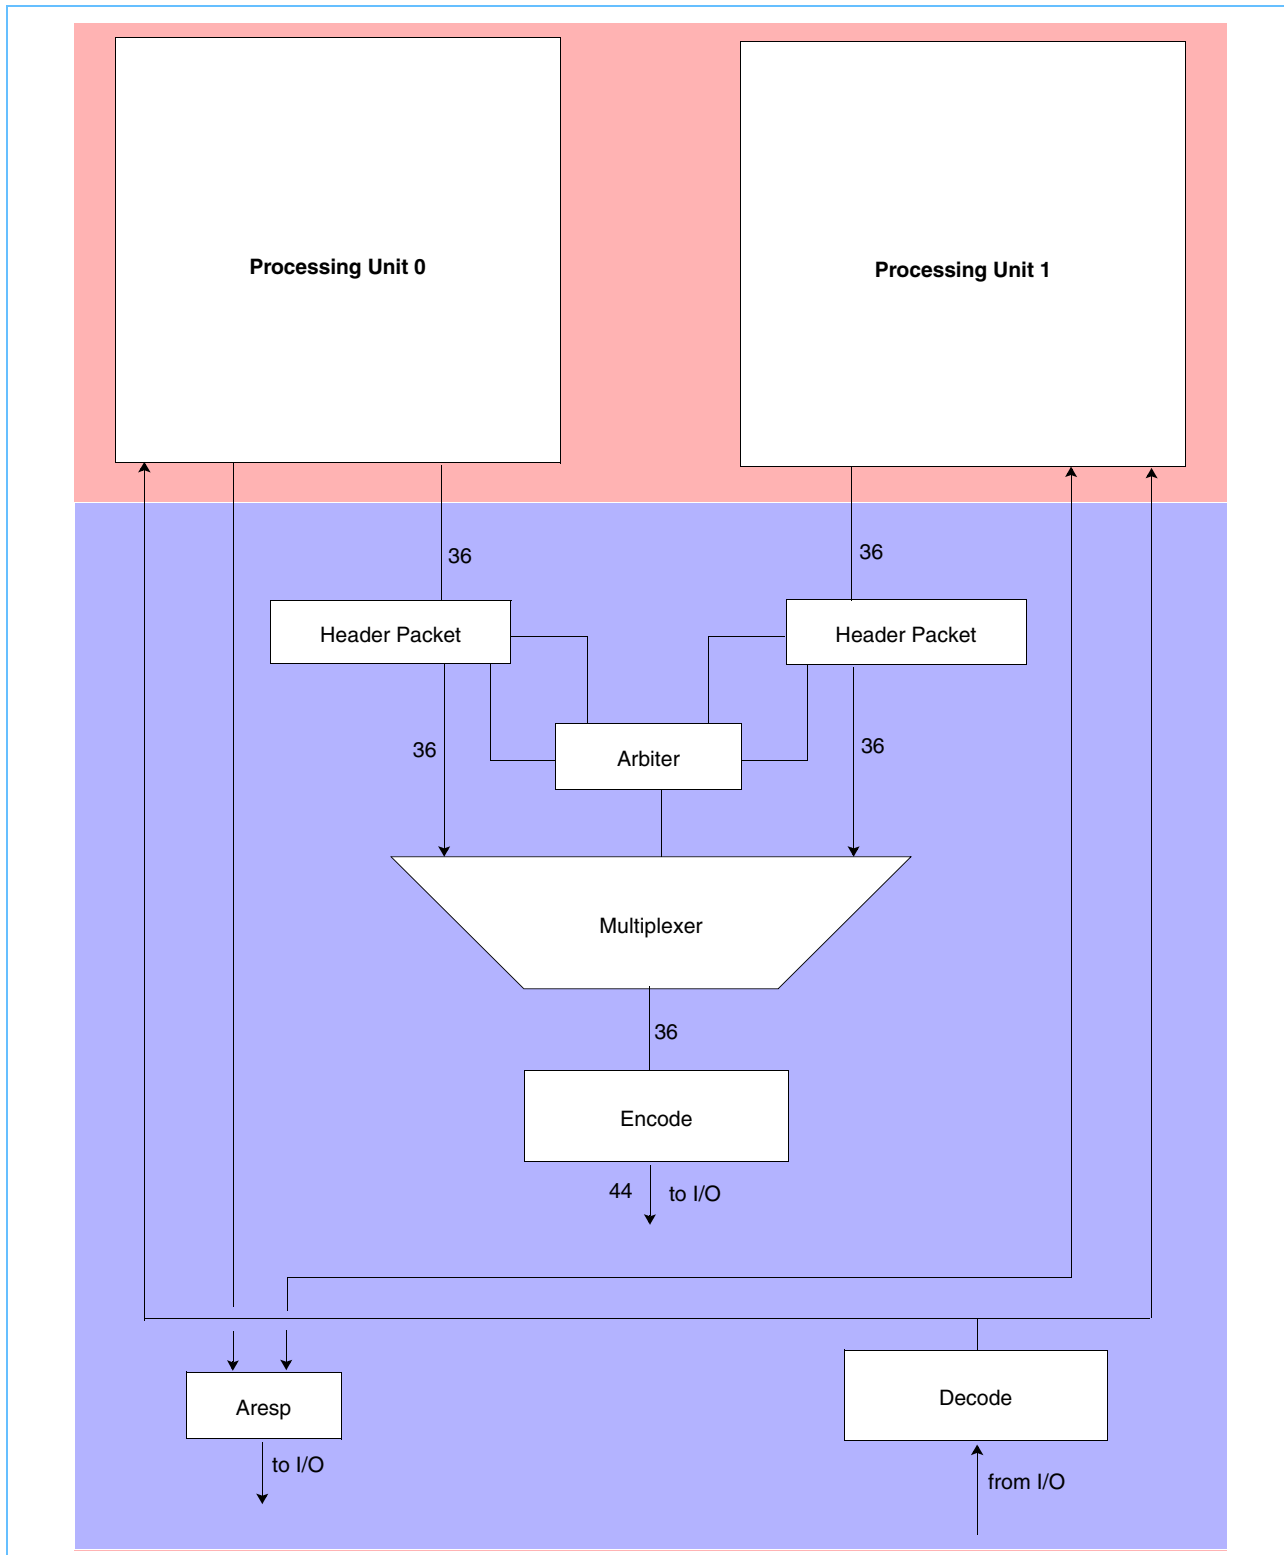 Processing Unit 0
Processing Unit 1
36
36
Header Packet
Header Packet
36
Arbiter
36
Multiplexer
36
Encode
44
to I/O
Aresp
Decode
to I/O
from I/O